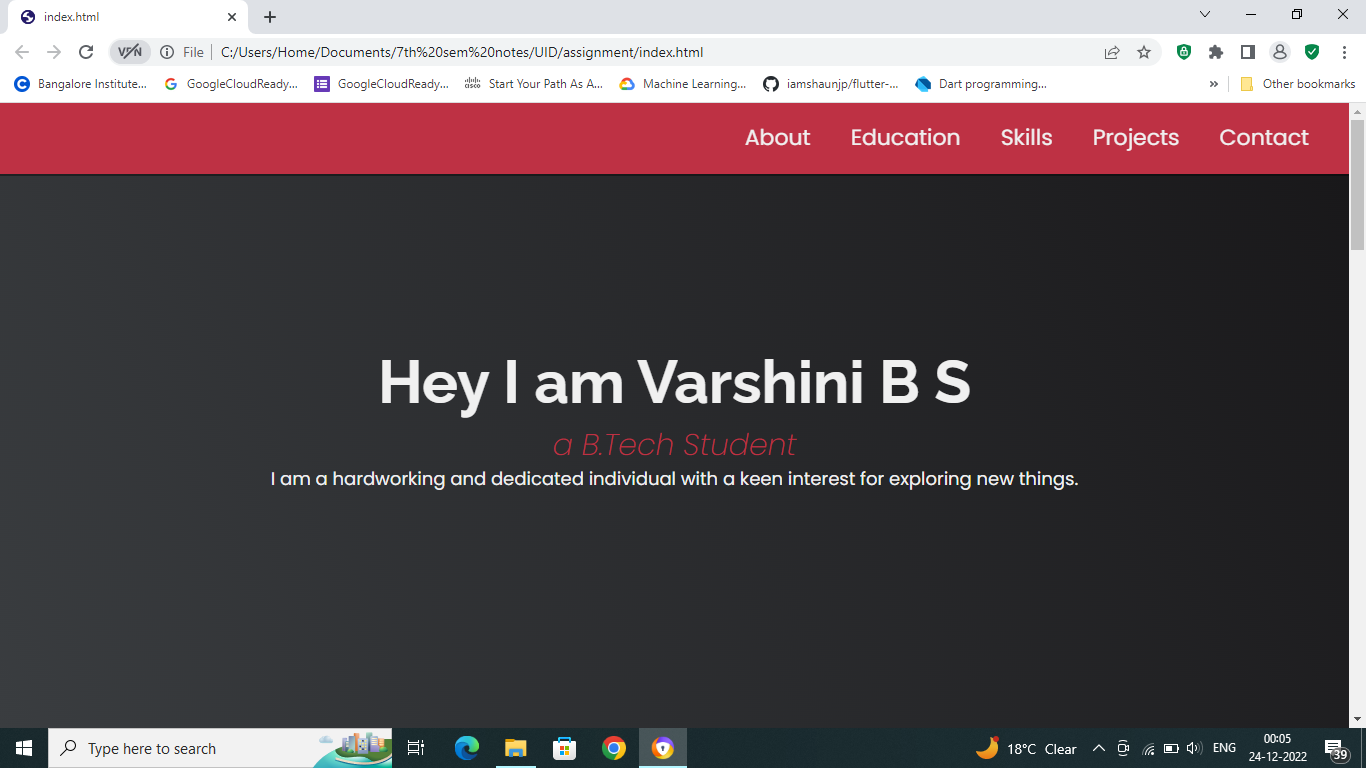 index.html
VPN File C:/Users/Home/Documents/7th%20sem%20notes/UID/assignment/index.html
Bangalore Institute... GoogleCloudReady... GoogleCloudReady... Start Your Path As A... Machine Learning... iamshaunjp/flutter-... Dart programming... » Other bookmarks
About Education Skills Projects Contact
Hey I am Varshini B S
a B.Tech Student
I am a hardworking and dedicated individual with a keen interest for exploring new things.
Type here to search 18°C Clear ENG 00:05
24-12-2022 39